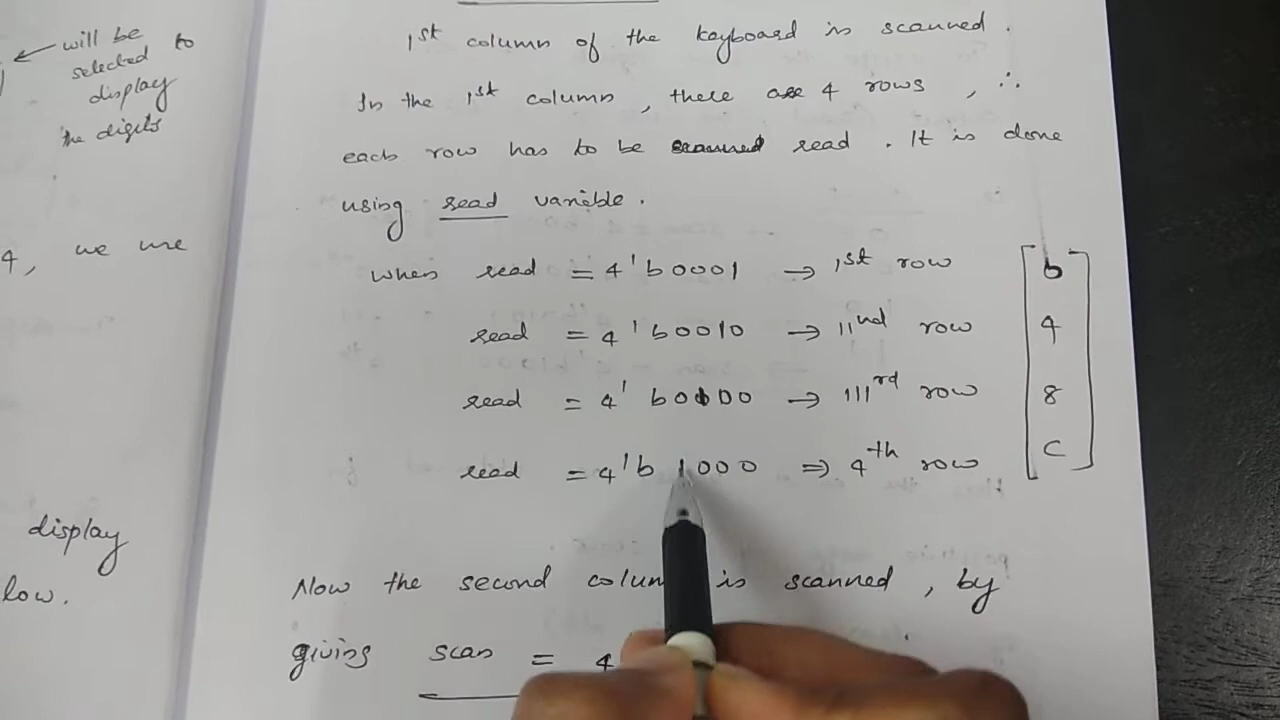 will be
selected to
display
the digits
4, we use
display
low.
1st column of the keyboard is scanned.
In the 1st column, there are 4 rows, ∴
each row has to be scanned read. It is done
using read variable.
When read = 4'b0001 → 1st row
read = 4'b0010 → IInd row
read = 4'b0100 → IIIrd row
read = 4'b1000 ⇒ 4th row
4
8
C
Now the second column is scanned, by
giving scan = 4